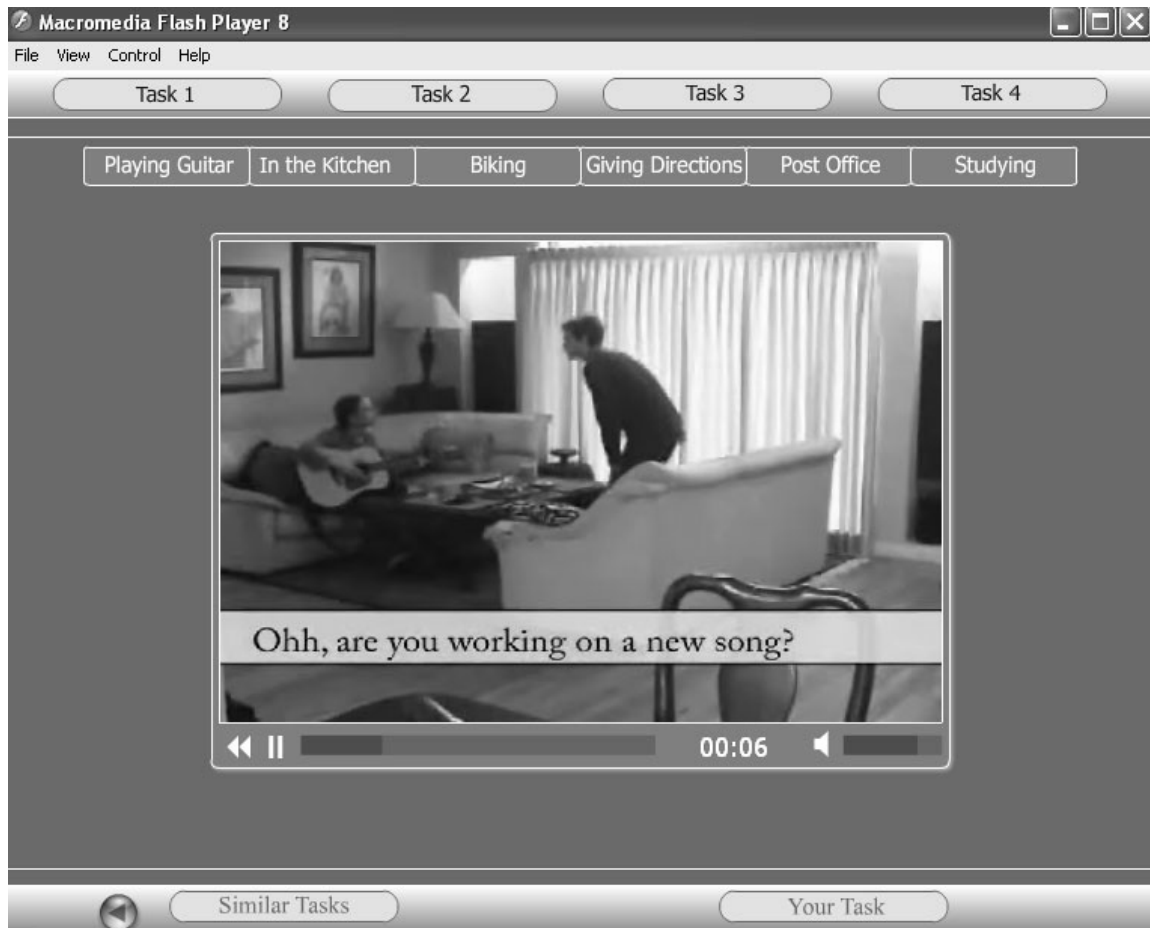 Macromedia Flash Player 8
File View Control Help
Task 1 Task 2 Task 3 Task 4
Playing Guitar In the Kitchen Biking Giving Directions Post Office Studying
Ohh, are you working on a new song?
00:06
Similar Tasks Your Task